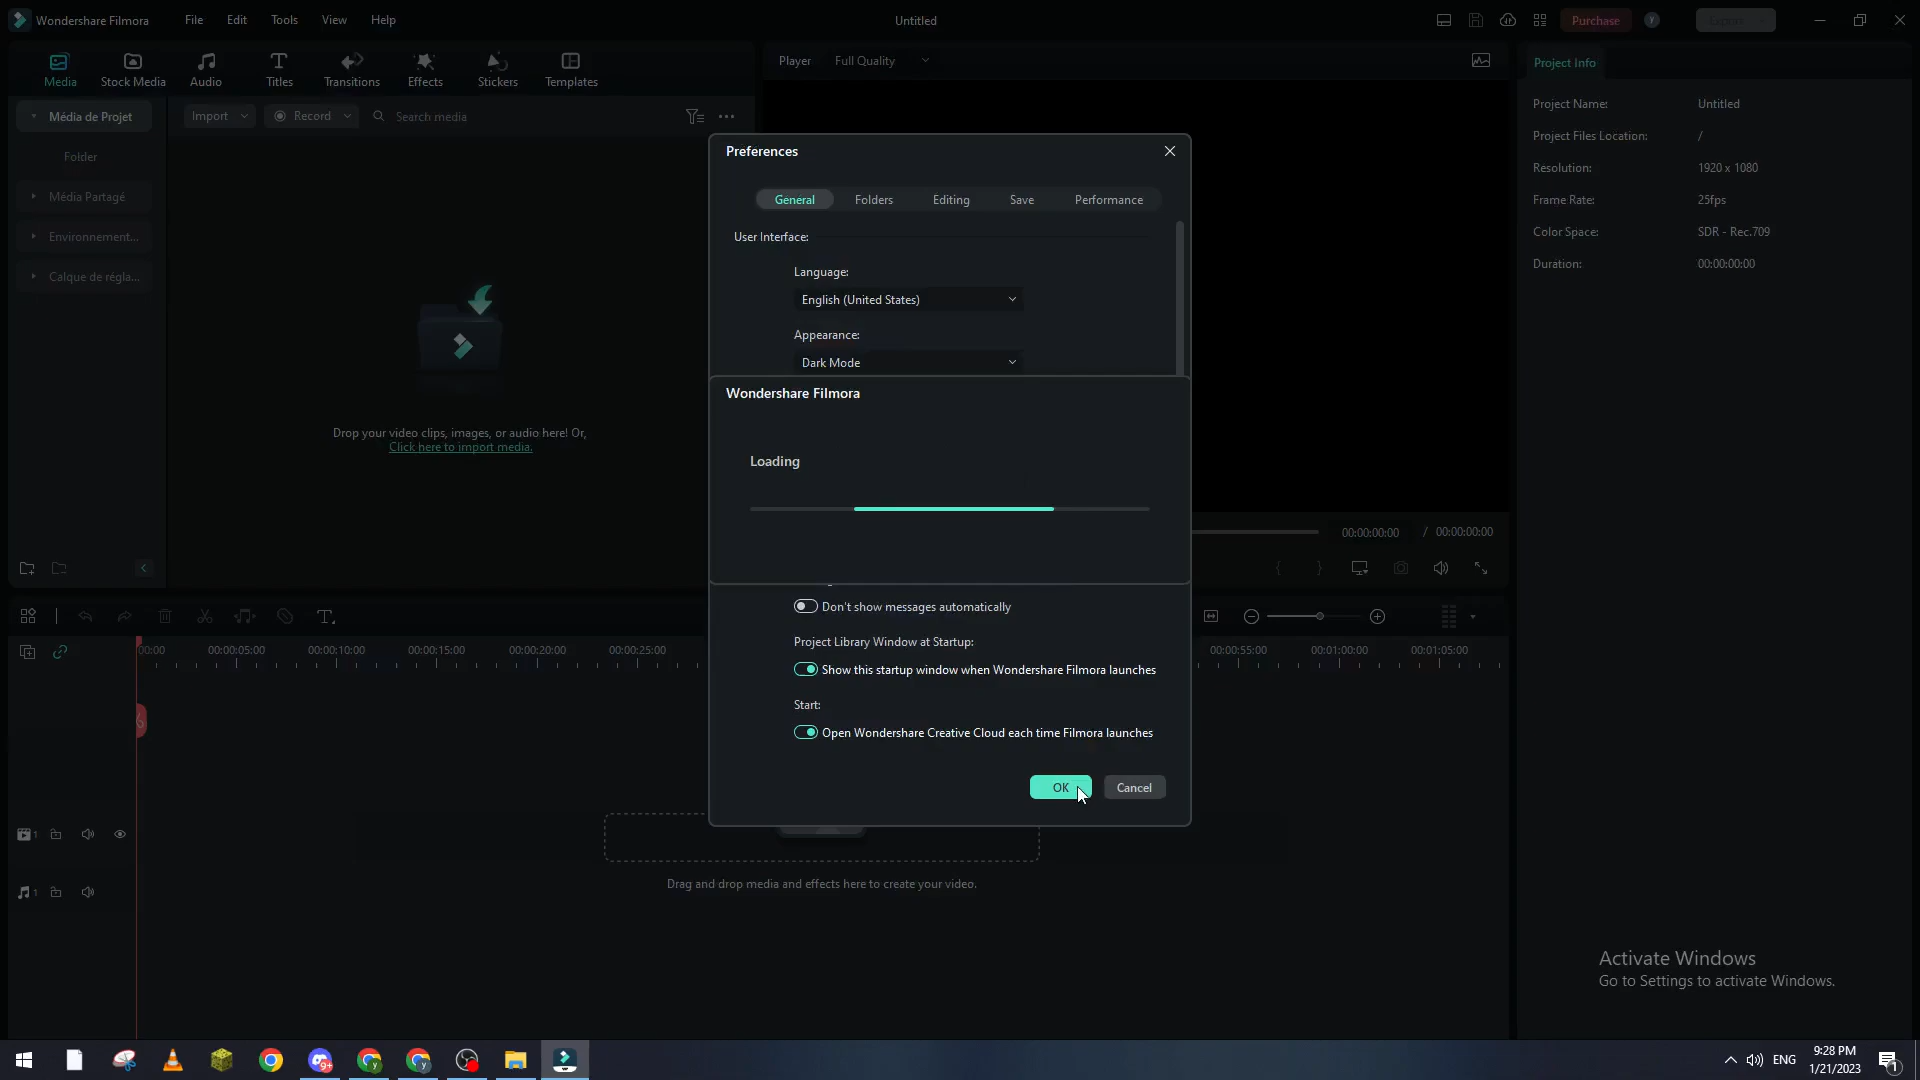 Wondershare Filmora File Edit Tools View Help Untitled Purchase Export
Media Stock Media Audio Titles Transitions Effects Stickers Templates
Player Full Quality
Project Info
Média de Projet
Import Record Search media
Folder
Média Partagé
Environnement...
Calque de régla...
Drop your video clips, images, or audio here! Or,
Click here to import media.
Project Name: Untitled
Project Files Location: /
Resolution: 1920 x 1080
Frame Rate: 25fps
Color Space: SDR - Rec.709
Duration: 00:00:00:00
Preferences
General Folders Editing Save Performance
User Interface:
Language:
English (United States)
Appearance:
Dark Mode
Wondershare Filmora
Loading
Don't show messages automatically
Project Library Window at Startup:
Show this startup window when Wondershare Filmora launches
Start:
Open Wondershare Creative Cloud each time Filmora launches
OK Cancel
00:00:00:00 / 00:00:00:00
{ }
00:00 00:00:05:00 00:00:10:00 00:00:15:00 00:00:20:00 00:00:25:00 00:00:55:00 00:01:00:00 00:01:05:00
1
1
Drag and drop media and effects here to create your video.
Activate Windows
Go to Settings to activate Windows.
9+
ENG
9:28 PM
1/21/2023
1